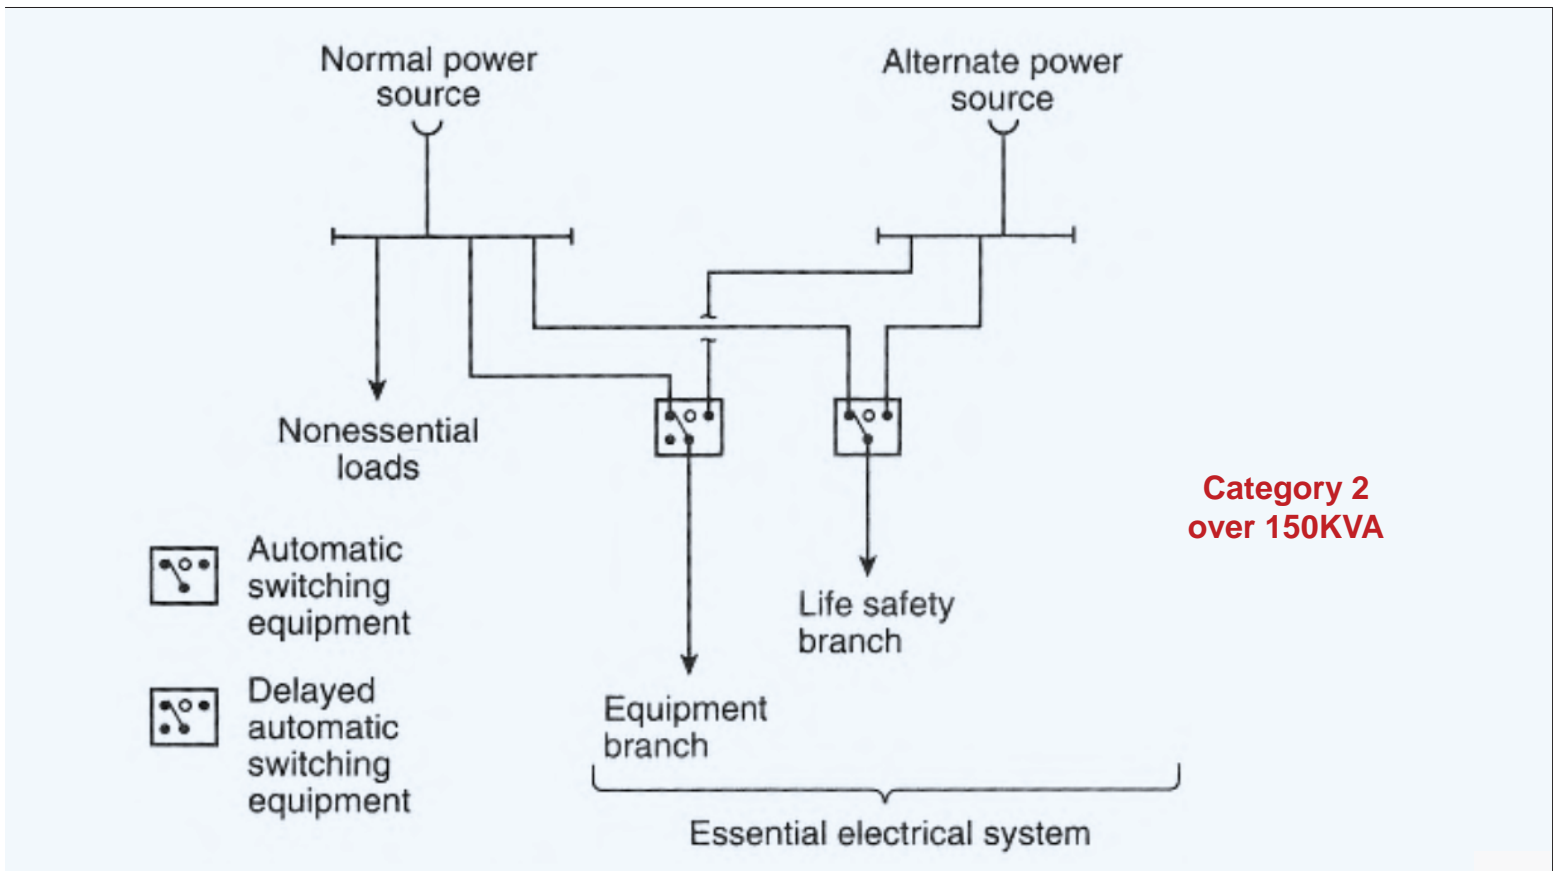 Normal power
source
Alternate power
source
Nonessential
loads
Category 2
over 150KVA
Automatic
switching
equipment
Life safety
branch
Delayed
automatic
switching
equipment
Equipment
branch
Essential electrical system